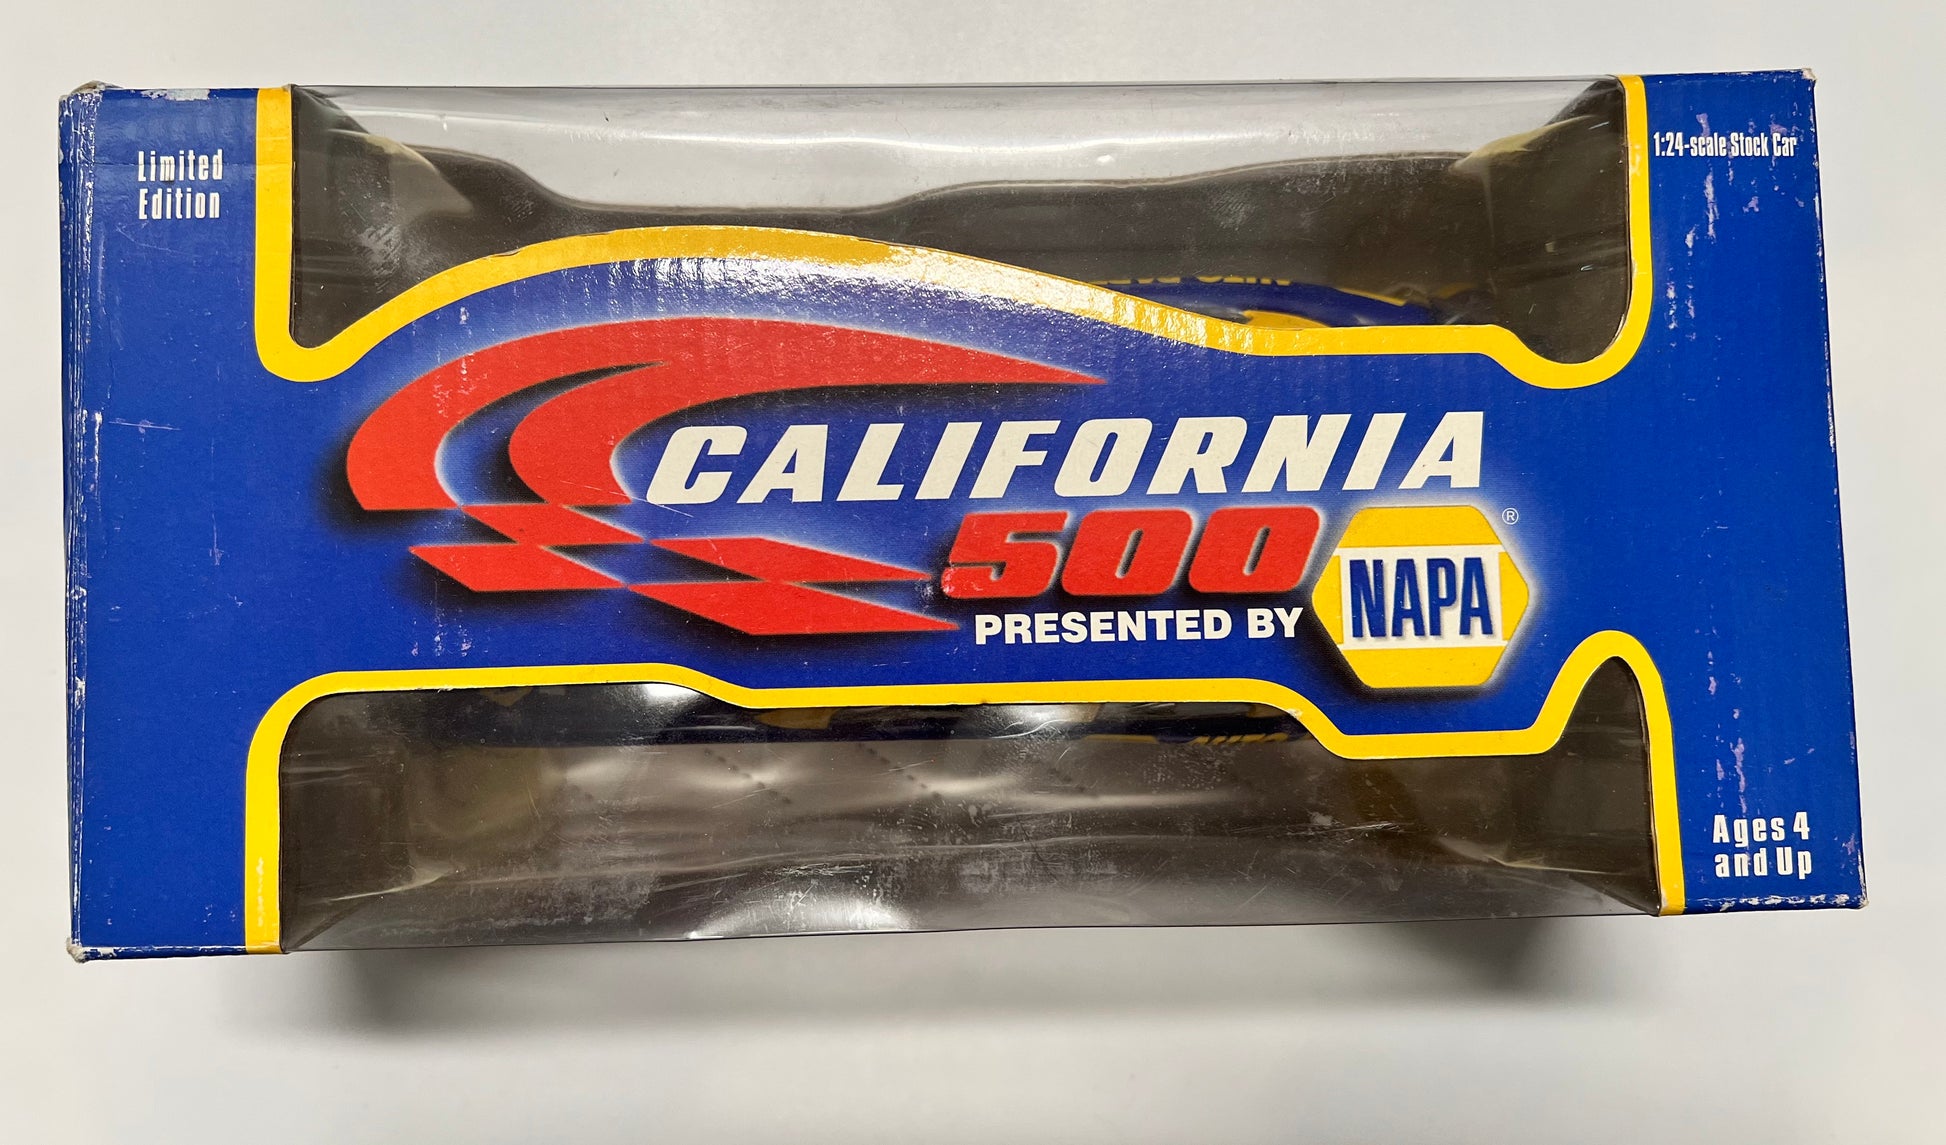 Limited
Edition
1:24-scale Stock Car
CALIFORNIA
500
PRESENTED BY
NAPA
®
Ages 4
and Up